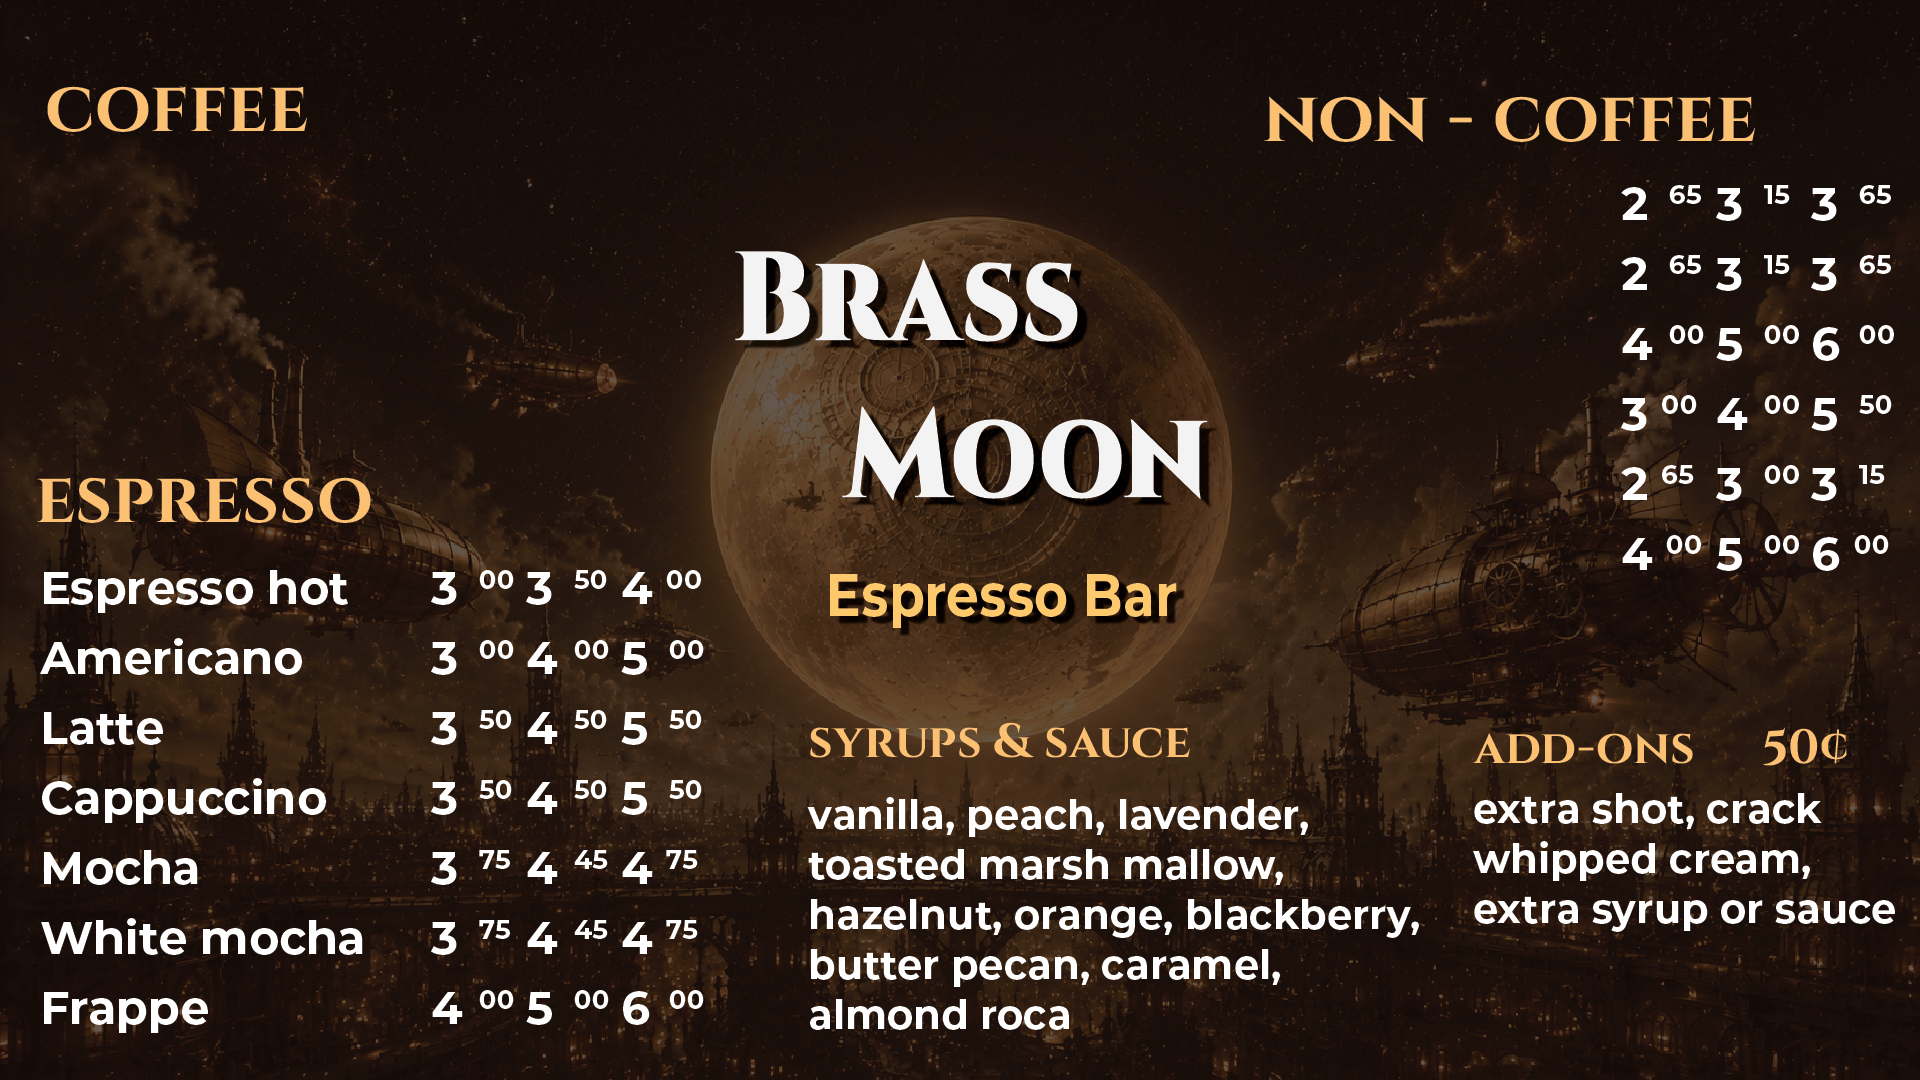 COFFEE
ESPRESSO
Espresso hot 3 00 3 50 4 00
Americano 3 00 4 00 5 00
Latte 3 50 4 50 5 50
Cappuccino 3 50 4 50 5 50
Mocha 3 75 4 45 4 75
White mocha 3 75 4 45 4 75
Frappe 4 00 5 00 6 00
BRASS
MOON
Espresso Bar
SYRUPS & SAUCE
vanilla, peach, lavender,
toasted marsh mallow,
hazelnut, orange, blackberry,
butter pecan, caramel,
almond roca
NON - COFFEE
2 65 3 15 3 65
2 65 3 15 3 65
4 00 5 00 6 00
3 00 4 00 5 50
2 65 3 00 3 15
4 00 5 00 6 00
ADD-ONS 50¢
extra shot, crack
whipped cream,
extra syrup or sauce